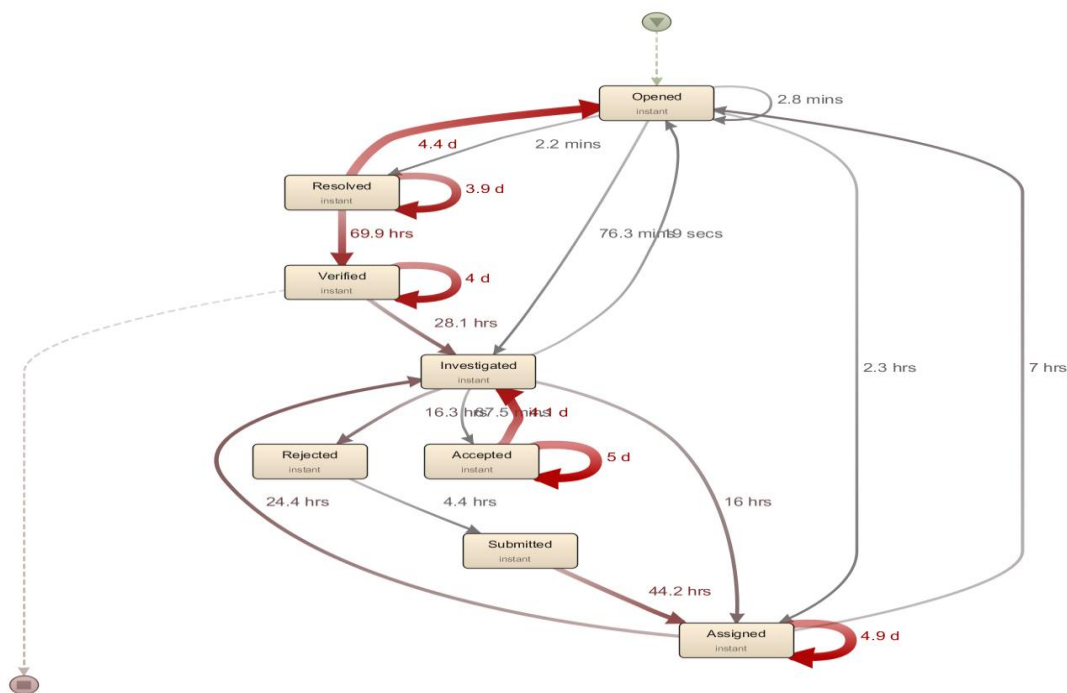 Opened
instant
2.8 mins
4.4 d
2.2 mins
Resolved
instant
3.9 d
69.9 hrs
76.3 mins
19 secs
Verified
instant
4 d
28.1 hrs
Investigated
instant
2.3 hrs
7 hrs
16.3 hrs
67.5 mins
4.1 d
Rejected
instant
Accepted
instant
5 d
24.4 hrs
4.4 hrs
16 hrs
Submitted
instant
44.2 hrs
Assigned
instant
4.9 d